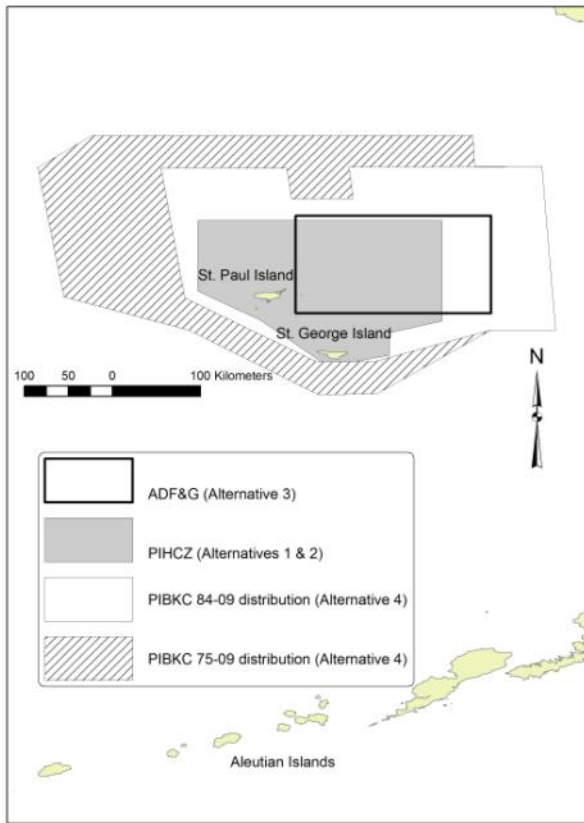 St. Paul Island
St. George Island
N
100 50 0 100 Kilometers
ADF&G (Alternative 3)
PIHCZ (Alternatives 1 & 2)
PIBKC 84-09 distribution (Alternative 4)
PIBKC 75-09 distribution (Alternative 4)
Aleutian Islands